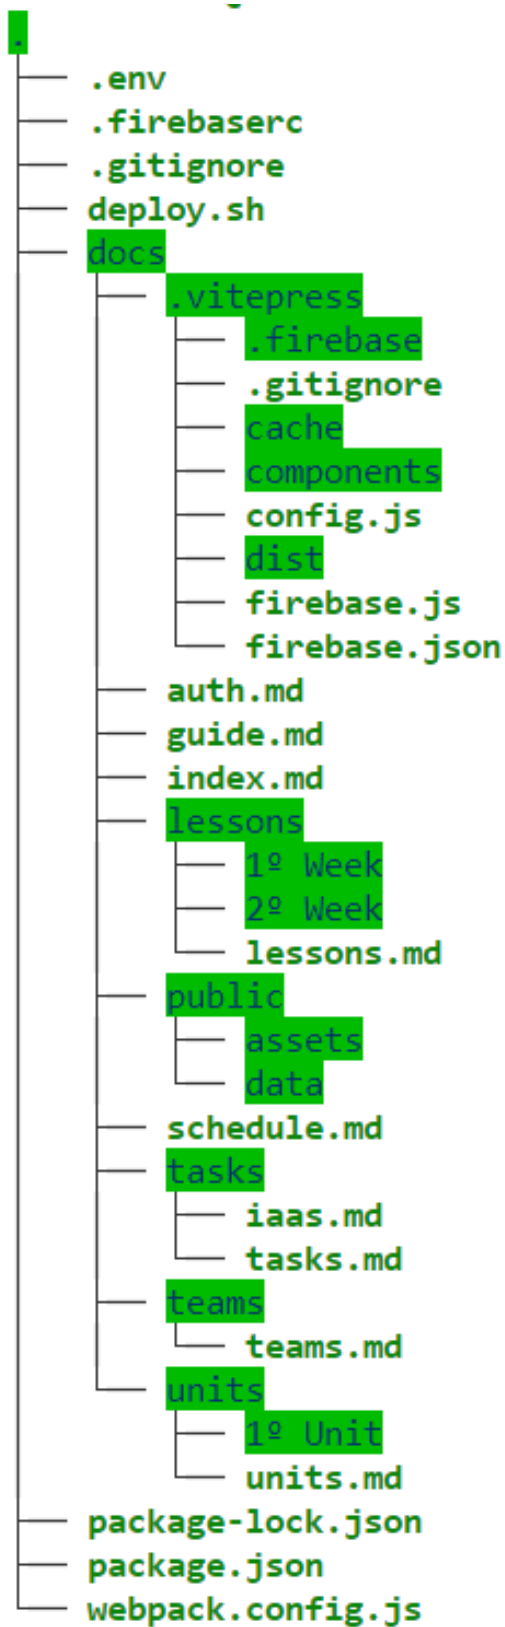 .
.env
.firebaserc
.gitignore
deploy.sh
docs
.vitepress
.firebase
.gitignore
cache
components
config.js
dist
firebase.js
firebase.json
auth.md
guide.md
index.md
lessons
1º Week
2º Week
lessons.md
public
assets
data
schedule.md
tasks
iaas.md
tasks.md
teams
teams.md
units
1º Unit
units.md
package-lock.json
package.json
webpack.config.js